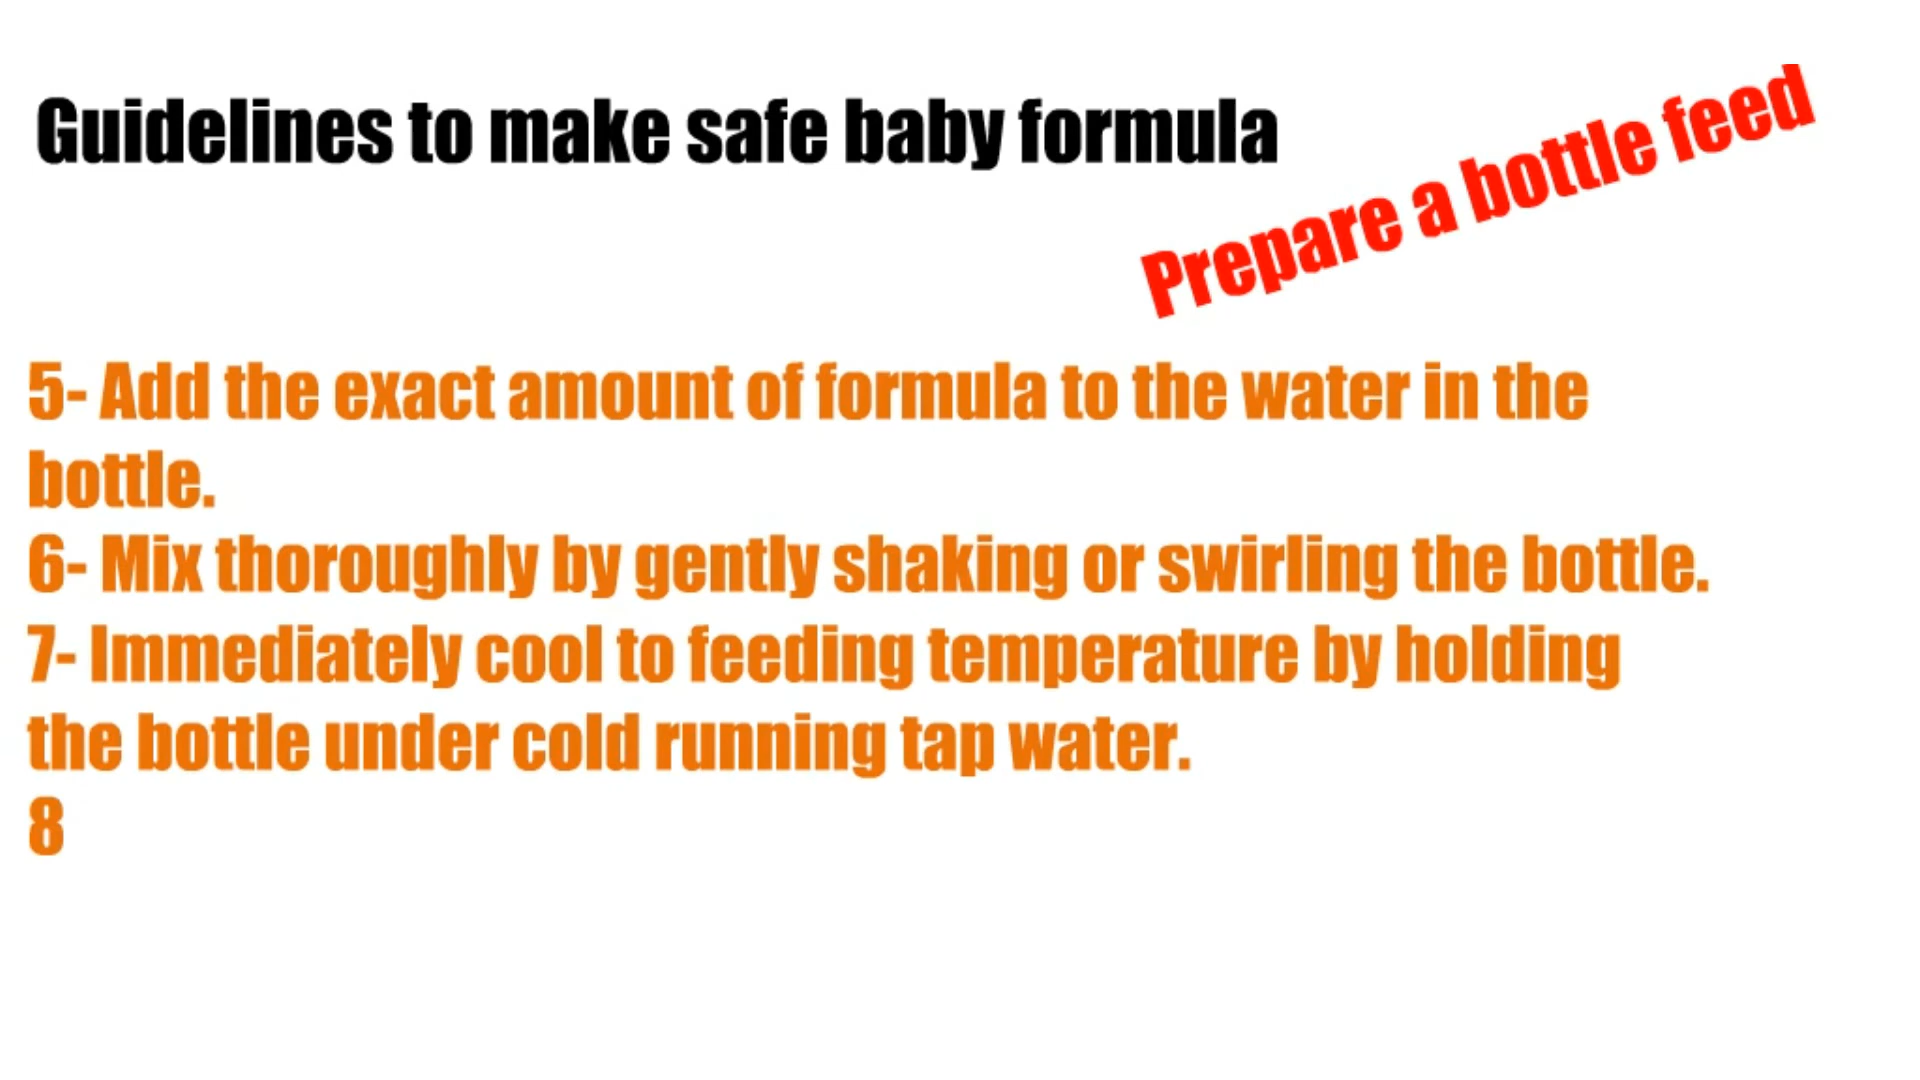 Guidelines to make safe baby formula
Prepare a bottle feed
5- Add the exact amount of formula to the water in the
bottle.
6- Mix thoroughly by gently shaking or swirling the bottle.
7- Immediately cool to feeding temperature by holding
the bottle under cold running tap water.
8